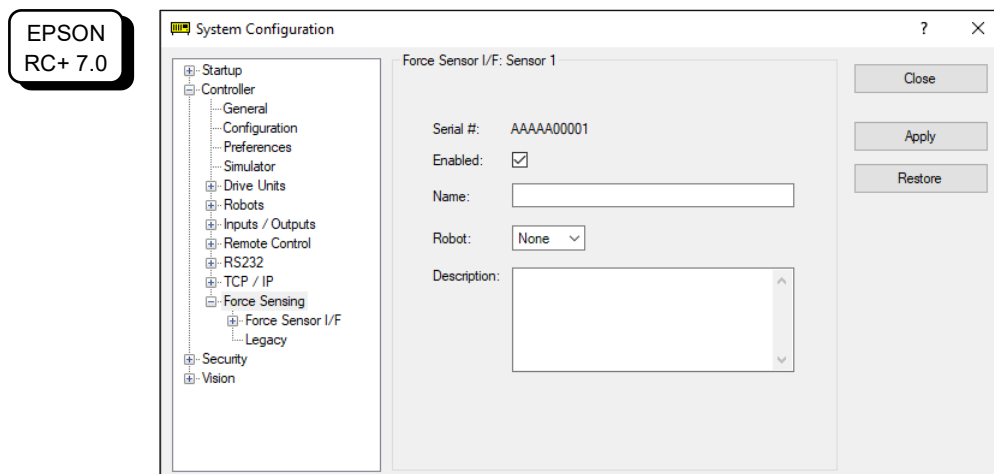 EPSON
RC+ 7.0
System Configuration
?
Startup
Controller
General
Configuration
Preferences
Simulator
Drive Units
Robots
Inputs / Outputs
Remote Control
RS232
TCP / IP
Force Sensing
Force Sensor I/F
Legacy
Security
Vision
Force Sensor I/F: Sensor 1
Serial #: AAAAA00001
Enabled:
Name:
Robot: None
Description:
Close
Apply
Restore